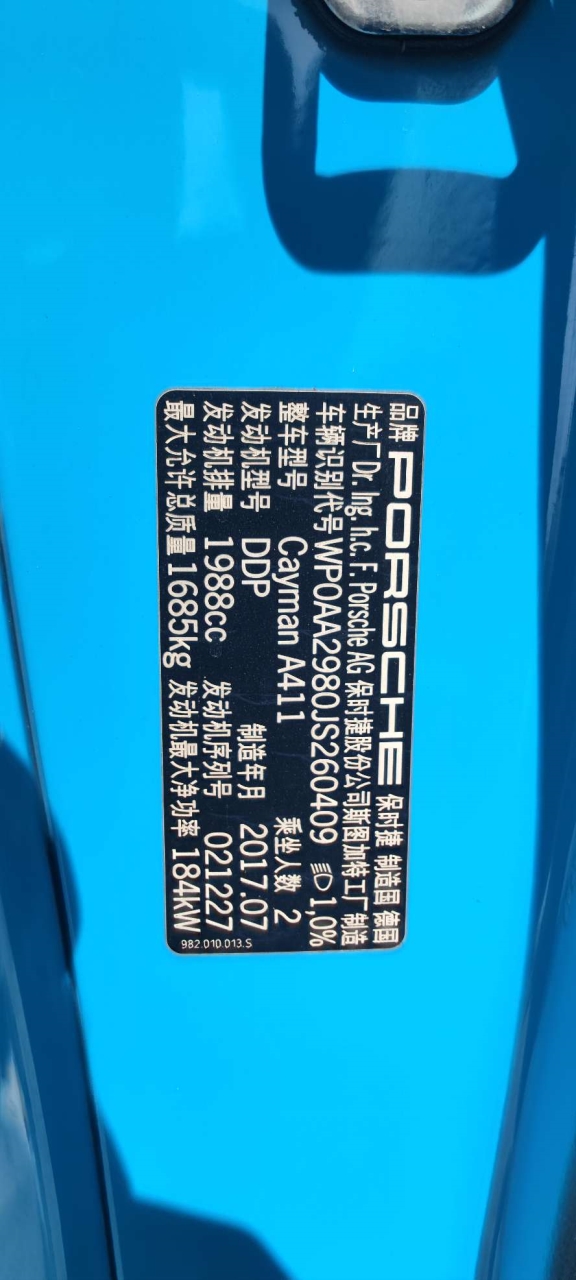 品牌 PORSCHE 保时捷 制造国 德国
生产厂 Dr. Ing. h.c. F. Porsche AG 保时捷股份公司斯图加特工厂 制造
车辆识别代号 WP0AA2980JS260409 1,0%
整车型号 Cayman A411 乘坐人数 2
发动机型号 DDP 制造年月 2017.07
发动机排量 1988cc 发动机序列号 021227
最大允许总质量 1685kg 发动机最大净功率 184kW
982.010.013.S